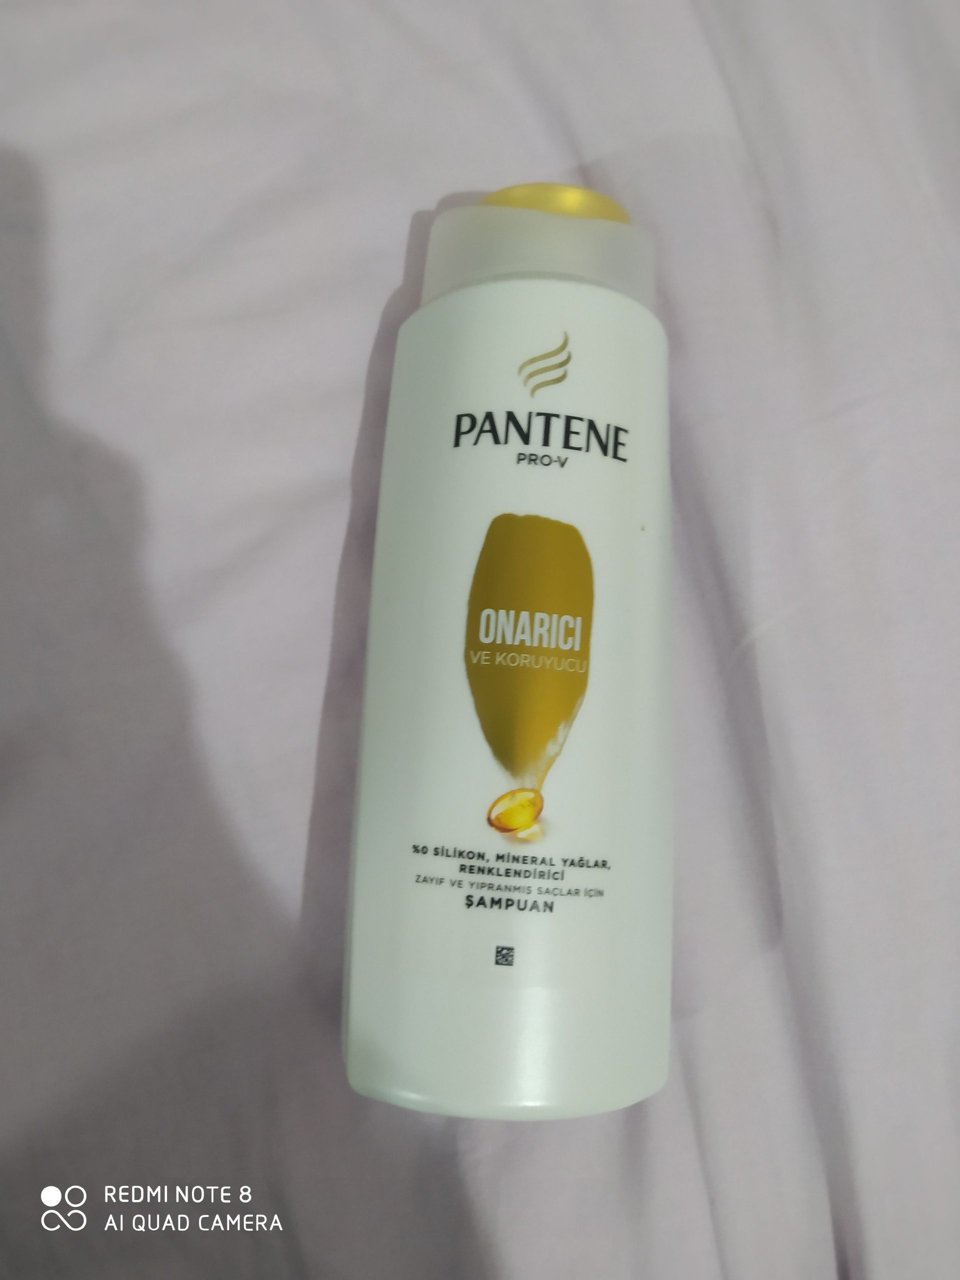 PANTENE
PRO-V
ONARICI
VE KORUYUCU
%0 SİLİKON, MİNERAL YAĞLAR,
RENKLENDİRİCİ
ZAYIF VE YIPRANMIŞ SAÇLAR İÇİN
ŞAMPUAN
REDMI NOTE 8
AI QUAD CAMERA